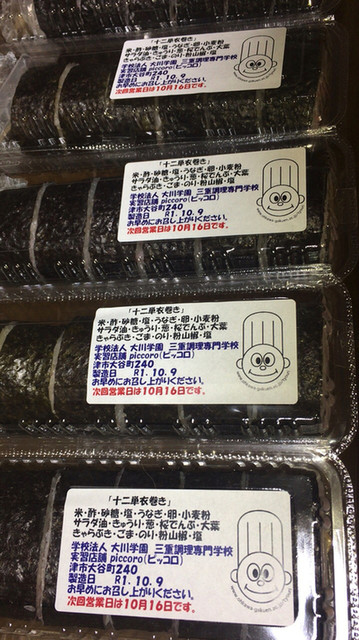 「十二単衣巻き」
米・酢・砂糖・塩・うなぎ・卵・小麦粉
サラダ油・きゅうり・葱・桜でんぶ・大葉
きゃらぶき・ごま・のり・粉山椒・塩
学校法人 大川学園 三重調理専門学校
実習店舗 piccoro(ピッコロ)
津市大谷町240
製造日 R1.10.9
お早めにお召し上がりください。
次回営業日は10月16日です。
「十二単衣巻き」
米・酢・砂糖・塩・うなぎ・卵・小麦粉
サラダ油・きゅうり・葱・桜でんぶ・大葉
きゃらぶき・ごま・のり・粉山椒・塩
学校法人 大川学園 三重調理専門学校
実習店舗 piccoro(ピッコロ)
津市大谷町240
製造日 R1.10.9
お早めにお召し上がりください。
次回営業日は10月16日です。
「十二単衣巻き」
米・酢・砂糖・塩・うなぎ・卵・小麦粉
サラダ油・きゅうり・葱・桜でんぶ・大葉
きゃらぶき・ごま・のり・粉山椒・塩
学校法人 大川学園 三重調理専門学校
実習店舗 piccoro(ピッコロ)
津市大谷町240
製造日 R1.10.9
お早めにお召し上がりください。
次回営業日は10月16日です。
「十二単衣巻き」
米・酢・砂糖・塩・うなぎ・卵・小麦粉
サラダ油・きゅうり・葱・桜でんぶ・大葉
きゃらぶき・ごま・のり・粉山椒・塩
学校法人 大川学園 三重調理専門学校
実習店舗 piccoro(ピッコロ)
津市大谷町240
製造日 R1.10.9
お早めにお召し上がりください。
次回営業日は10月16日です。